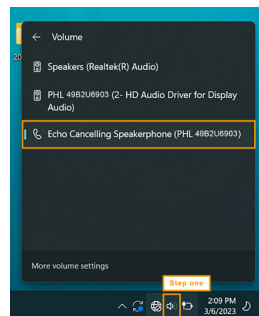 ← Volume
20
Speakers (Realtek(R) Audio)
PHL 49B2U6903 (2- HD Audio Driver for Display
Audio)
Echo Cancelling Speakerphone (PHL 49B2U6903)
More volume settings
Step one
2:09 PM
3/6/2023